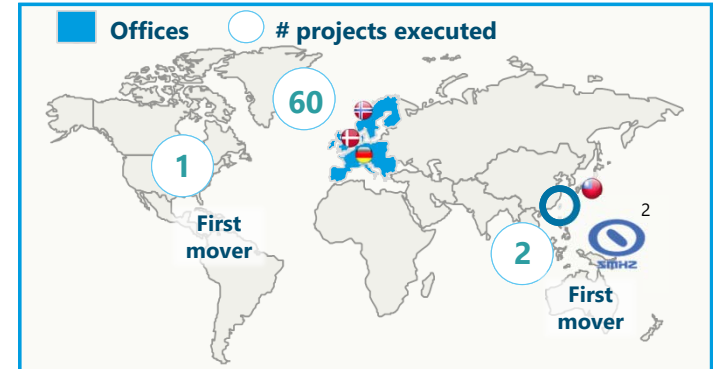 Offices
# projects executed
60
1
First
mover
2
2
SMHZ
First
mover